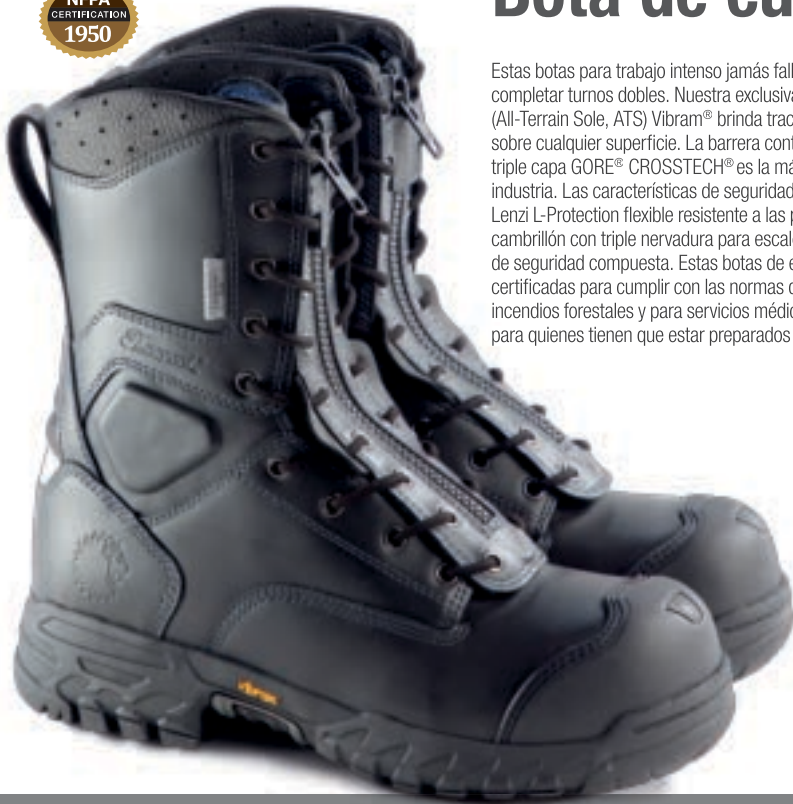 NFPA
CERTIFICATION
1950
Bota de cu
Estas botas para trabajo intenso jamás fall
completar turnos dobles. Nuestra exclusiva
(All-Terrain Sole, ATS) Vibram® brinda trac
sobre cualquier superficie. La barrera cont
triple capa GORE® CROSSTECH® es la má
industria. Las características de seguridad
Lenzi L-Protection flexible resistente a las p
cambrillón con triple nervadura para escal
de seguridad compuesta. Estas botas de e
certificadas para cumplir con las normas d
incendios forestales y para servicios médic
para quienes tienen que estar preparados
vibram